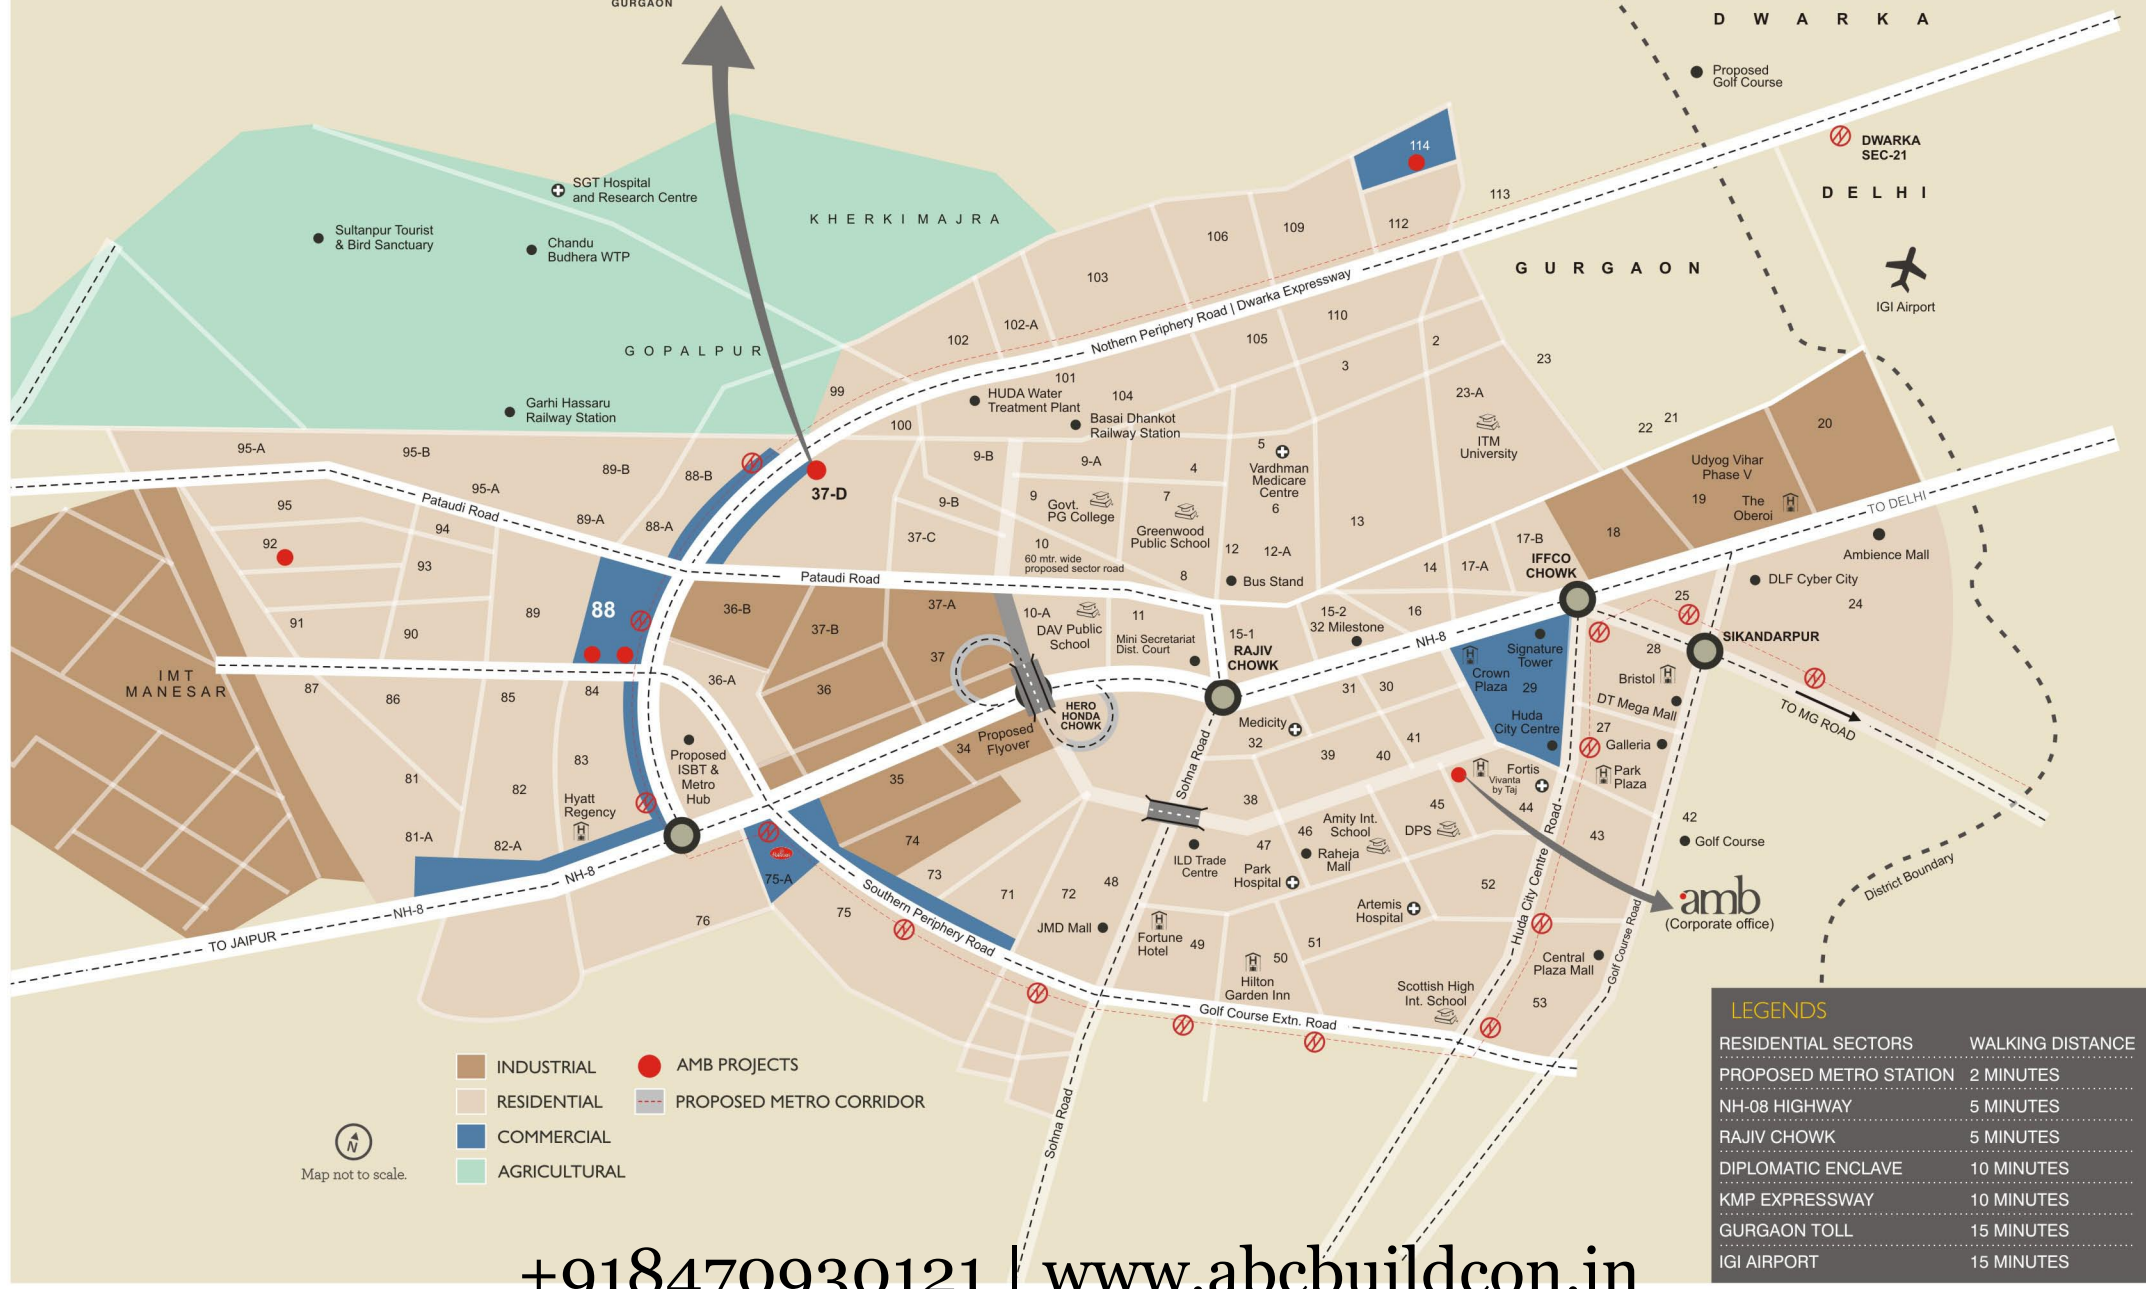 GURGAON
DWARKA
Proposed
Golf Course
DWARKA
SEC-21
DELHI
GURGAON
IGI Airport
114
113
112
109
106
103
SGT Hospital
and Research Centre
Sultanpur Tourist
& Bird Sanctuary
Chandu
Budhera WTP
KHERKI MAJRA
GOPALPUR
Garhi Hassaru
Railway Station
Nothern Periphery Road | Dwarka Expressway
102
102-A
110
105
3
2
23
23-A
22
21
20
99
100
101
104
HUDA Water
Treatment Plant
Basai Dhankot
Railway Station
ITM
University
Udyog Vihar
Phase V
19
The
Oberoi
18
TO DELHI
Ambience Mall
DLF Cyber City
24
95-A
95-B
95-A
89-B
88-B
89-A
88-A
Pataudi Road
37-D
9-B
9-A
9-B
4
5
Vardhman
Medicare
Centre
6
9
Govt.
PG College
7
Greenwood
Public School
37-C
10
60 mtr. wide
proposed sector road
12
12-A
13
8
Bus Stand
14
17-A
17-B
IFFCO
CHOWK
95
94
92
93
91
90
89
88
Pataudi Road
36-B
37-A
37-B
37
36
36-A
10-A
DAV Public
School
11
Mini Secretariat
Dist. Court
15-1
RAJIV
CHOWK
15-2
32 Milestone
16
NH-8
25
SIKANDARPUR
28
Bristol
DT Mega Mall
27
Galleria
Park
Plaza
TO MG ROAD
Signature
Tower
Crown
Plaza
29
Huda
City Centre
IMT
MANESAR
87
86
85
84
83
82
81
81-A
82-A
Hyatt
Regency
Proposed
ISBT &
Metro
Hub
HERO
HONDA
CHOWK
Proposed
Flyover
34
35
74
73
Medicity
32
31
30
39
40
41
38
Sohna Road
Fortis
Vivanta
by Taj
44
45
DPS
46
Amity Int.
School
Raheja
Mall
47
Park
Hospital
ILD Trade
Centre
43
42
Golf Course
District Boundary
amb
(Corporate office)
Huda City Centre Road
Golf Course Road
52
Artemis
Hospital
51
50
Hilton
Garden Inn
49
Fortune
Hotel
48
JMD Mall
72
71
75-A
75
76
NH-8
NH-8
TO JAIPUR
Southern Periphery Road
Golf Course Extn. Road
Scottish High
Int. School
Central
Plaza Mall
53
Sohna Road
INDUSTRIAL
RESIDENTIAL
COMMERCIAL
AGRICULTURAL
AMB PROJECTS
PROPOSED METRO CORRIDOR
N
Map not to scale.
LEGENDS
RESIDENTIAL SECTORS WALKING DISTANCE
PROPOSED METRO STATION 2 MINUTES
NH-08 HIGHWAY 5 MINUTES
RAJIV CHOWK 5 MINUTES
DIPLOMATIC ENCLAVE 10 MINUTES
KMP EXPRESSWAY 10 MINUTES
GURGAON TOLL 15 MINUTES
IGI AIRPORT 15 MINUTES
+918470930121 | www.abcbuildcon.in